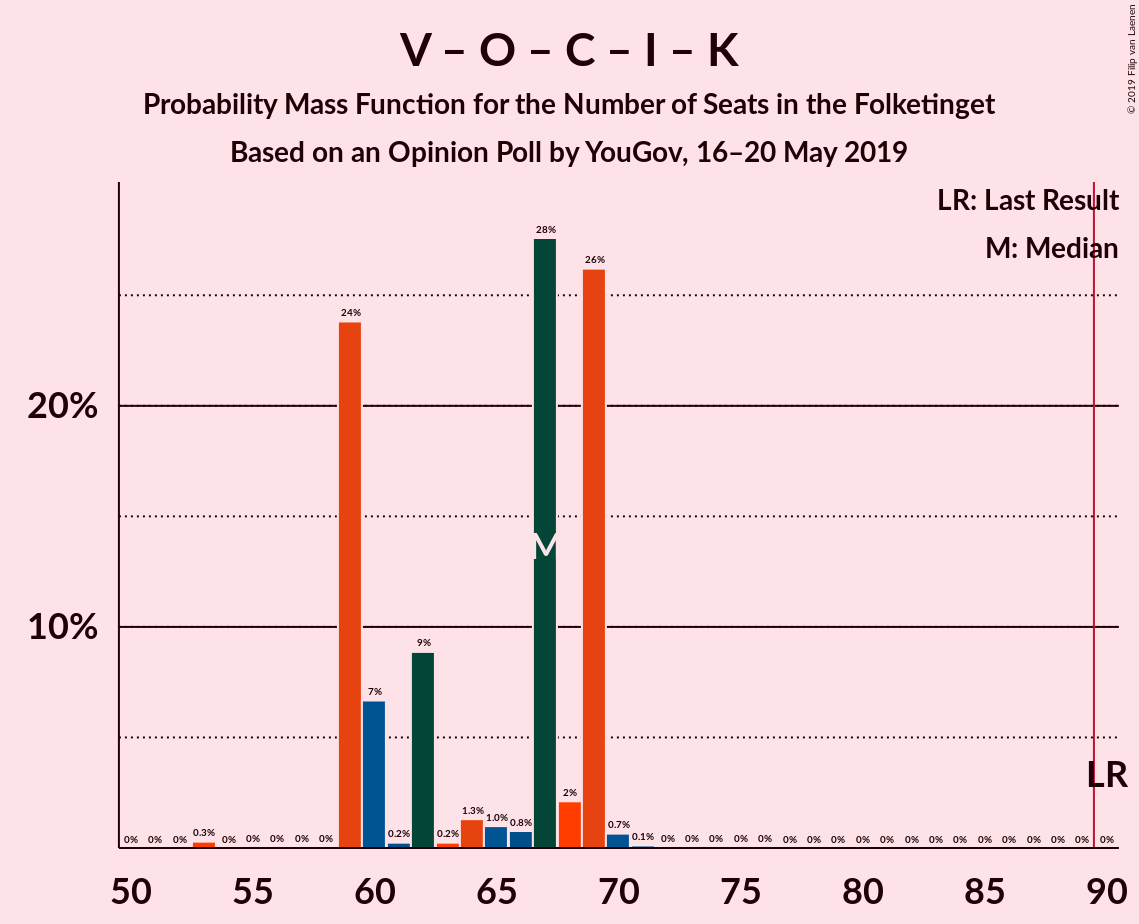 V – O – C – I – K
Probability Mass Function for the Number of Seats in the Folketinget
Based on an Opinion Poll by YouGov, 16–20 May 2019
© 2019 Filip van Laenen
LR: Last Result
M: Median
28%
26%
24%
20%
M
10%
9%
7%
LR
2%
1.3%
1.0%
0.8%
0.7%
0% 0% 0% 0.3% 0% 0% 0% 0% 0% 0.2% 0.2% 0.1% 0% 0% 0% 0% 0% 0% 0% 0% 0% 0% 0% 0% 0% 0% 0% 0% 0% 0% 0%
50 55 60 65 70 75 80 85 90